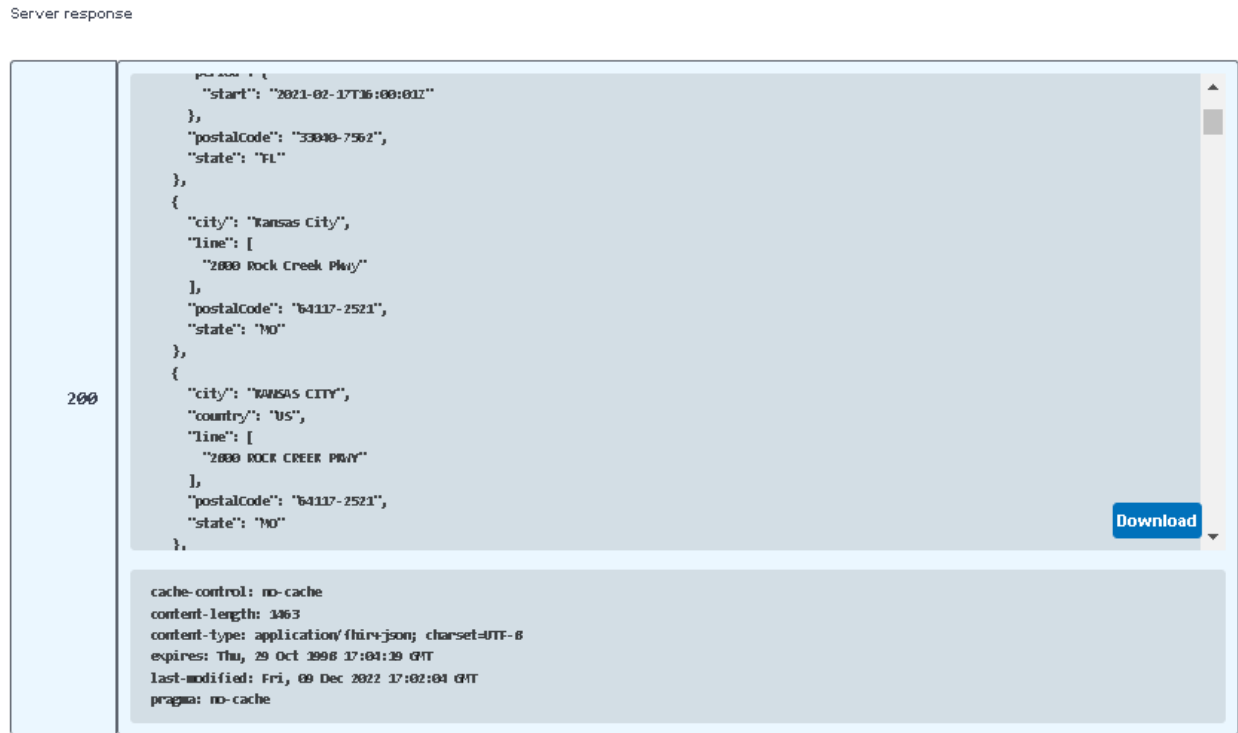 Server response
"period": {
"start": "2021-02-17T16:00:01Z"
},
"postalCode": "33040-7562",
"state": "FL"
},
{
"city": "Kansas City",
"line": [
"2800 Rock Creek Pkwy"
],
"postalCode": "64117-2521",
"state": "MO"
},
{
"city": "KANSAS CITY",
200
"country": "US",
"line": [
"2800 ROCK CREEK PKWY"
],
"postalCode": "64117-2521",
"state": "MO"
},
Download
cache-control: no-cache
content-length: 1463
content-type: application/fhir+json; charset=UTF-8
expires: Thu, 29 Oct 1998 17:04:19 GMT
last-modified: Fri, 09 Dec 2022 17:02:04 GMT
pragma: no-cache